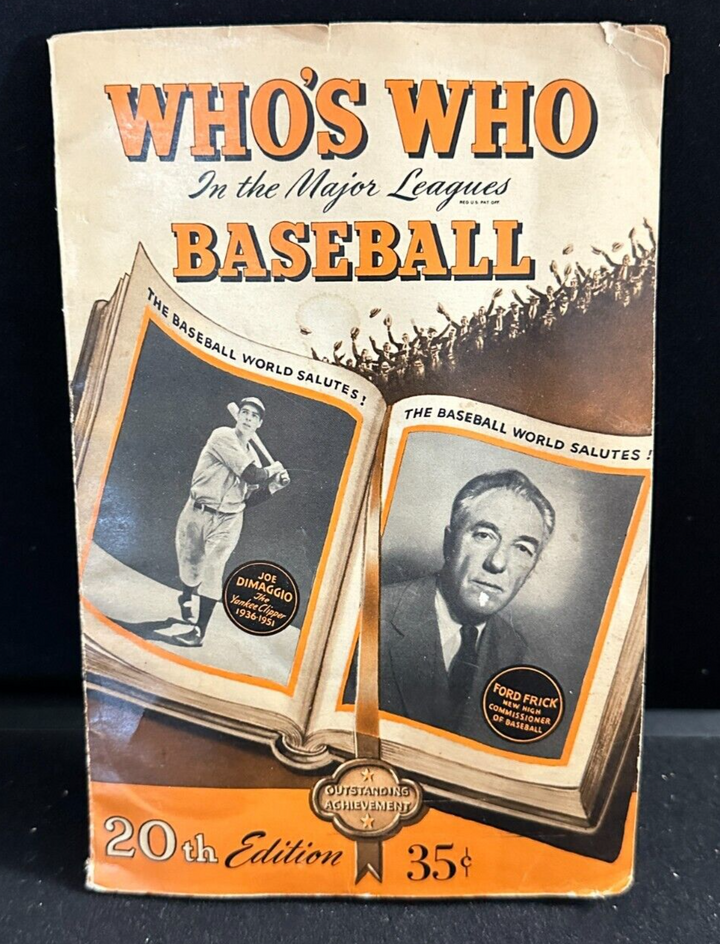 WHO'S WHO
In the Major Leagues
REG U.S. PAT. OFF
BASEBALL
THE BASEBALL WORLD SALUTES!
JOE
DIMAGGIO
The
Yankee Clipper
1936-1951
THE BASEBALL WORLD SALUTES!
FORD FRICK
NEW HIGH
COMMISSIONER
OF BASEBALL
OUTSTANDING
ACHIEVEMENT
20th Edition 35¢